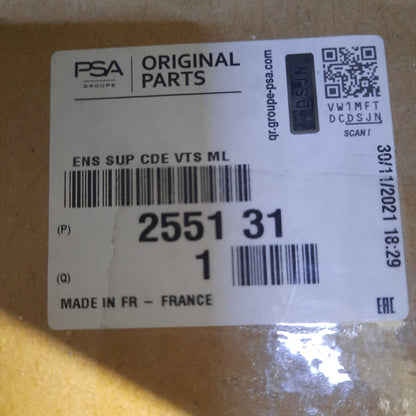 PSA
GROUPE
ORIGINAL
PARTS
qr.groupe-psa.com
DSJN
VW1MFT
DCDSJN
SCAN!
ENS SUP CDE VTS ML
(P)
2551 31
(Q)
1
MADE IN FR – FRANCE
30/11/2021 18:29
EAC